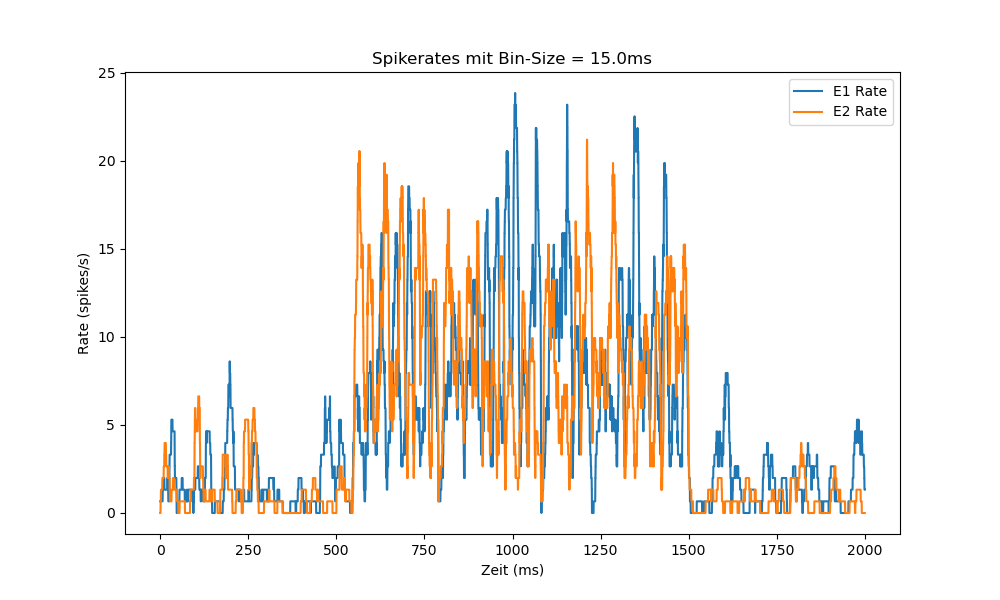 Spikerates mit Bin-Size = 15.0ms
E1 Rate
E2 Rate
25
20
15
10
5
0
Rate (spikes/s)
0 250 500 750 1000 1250 1500 1750 2000
Zeit (ms)